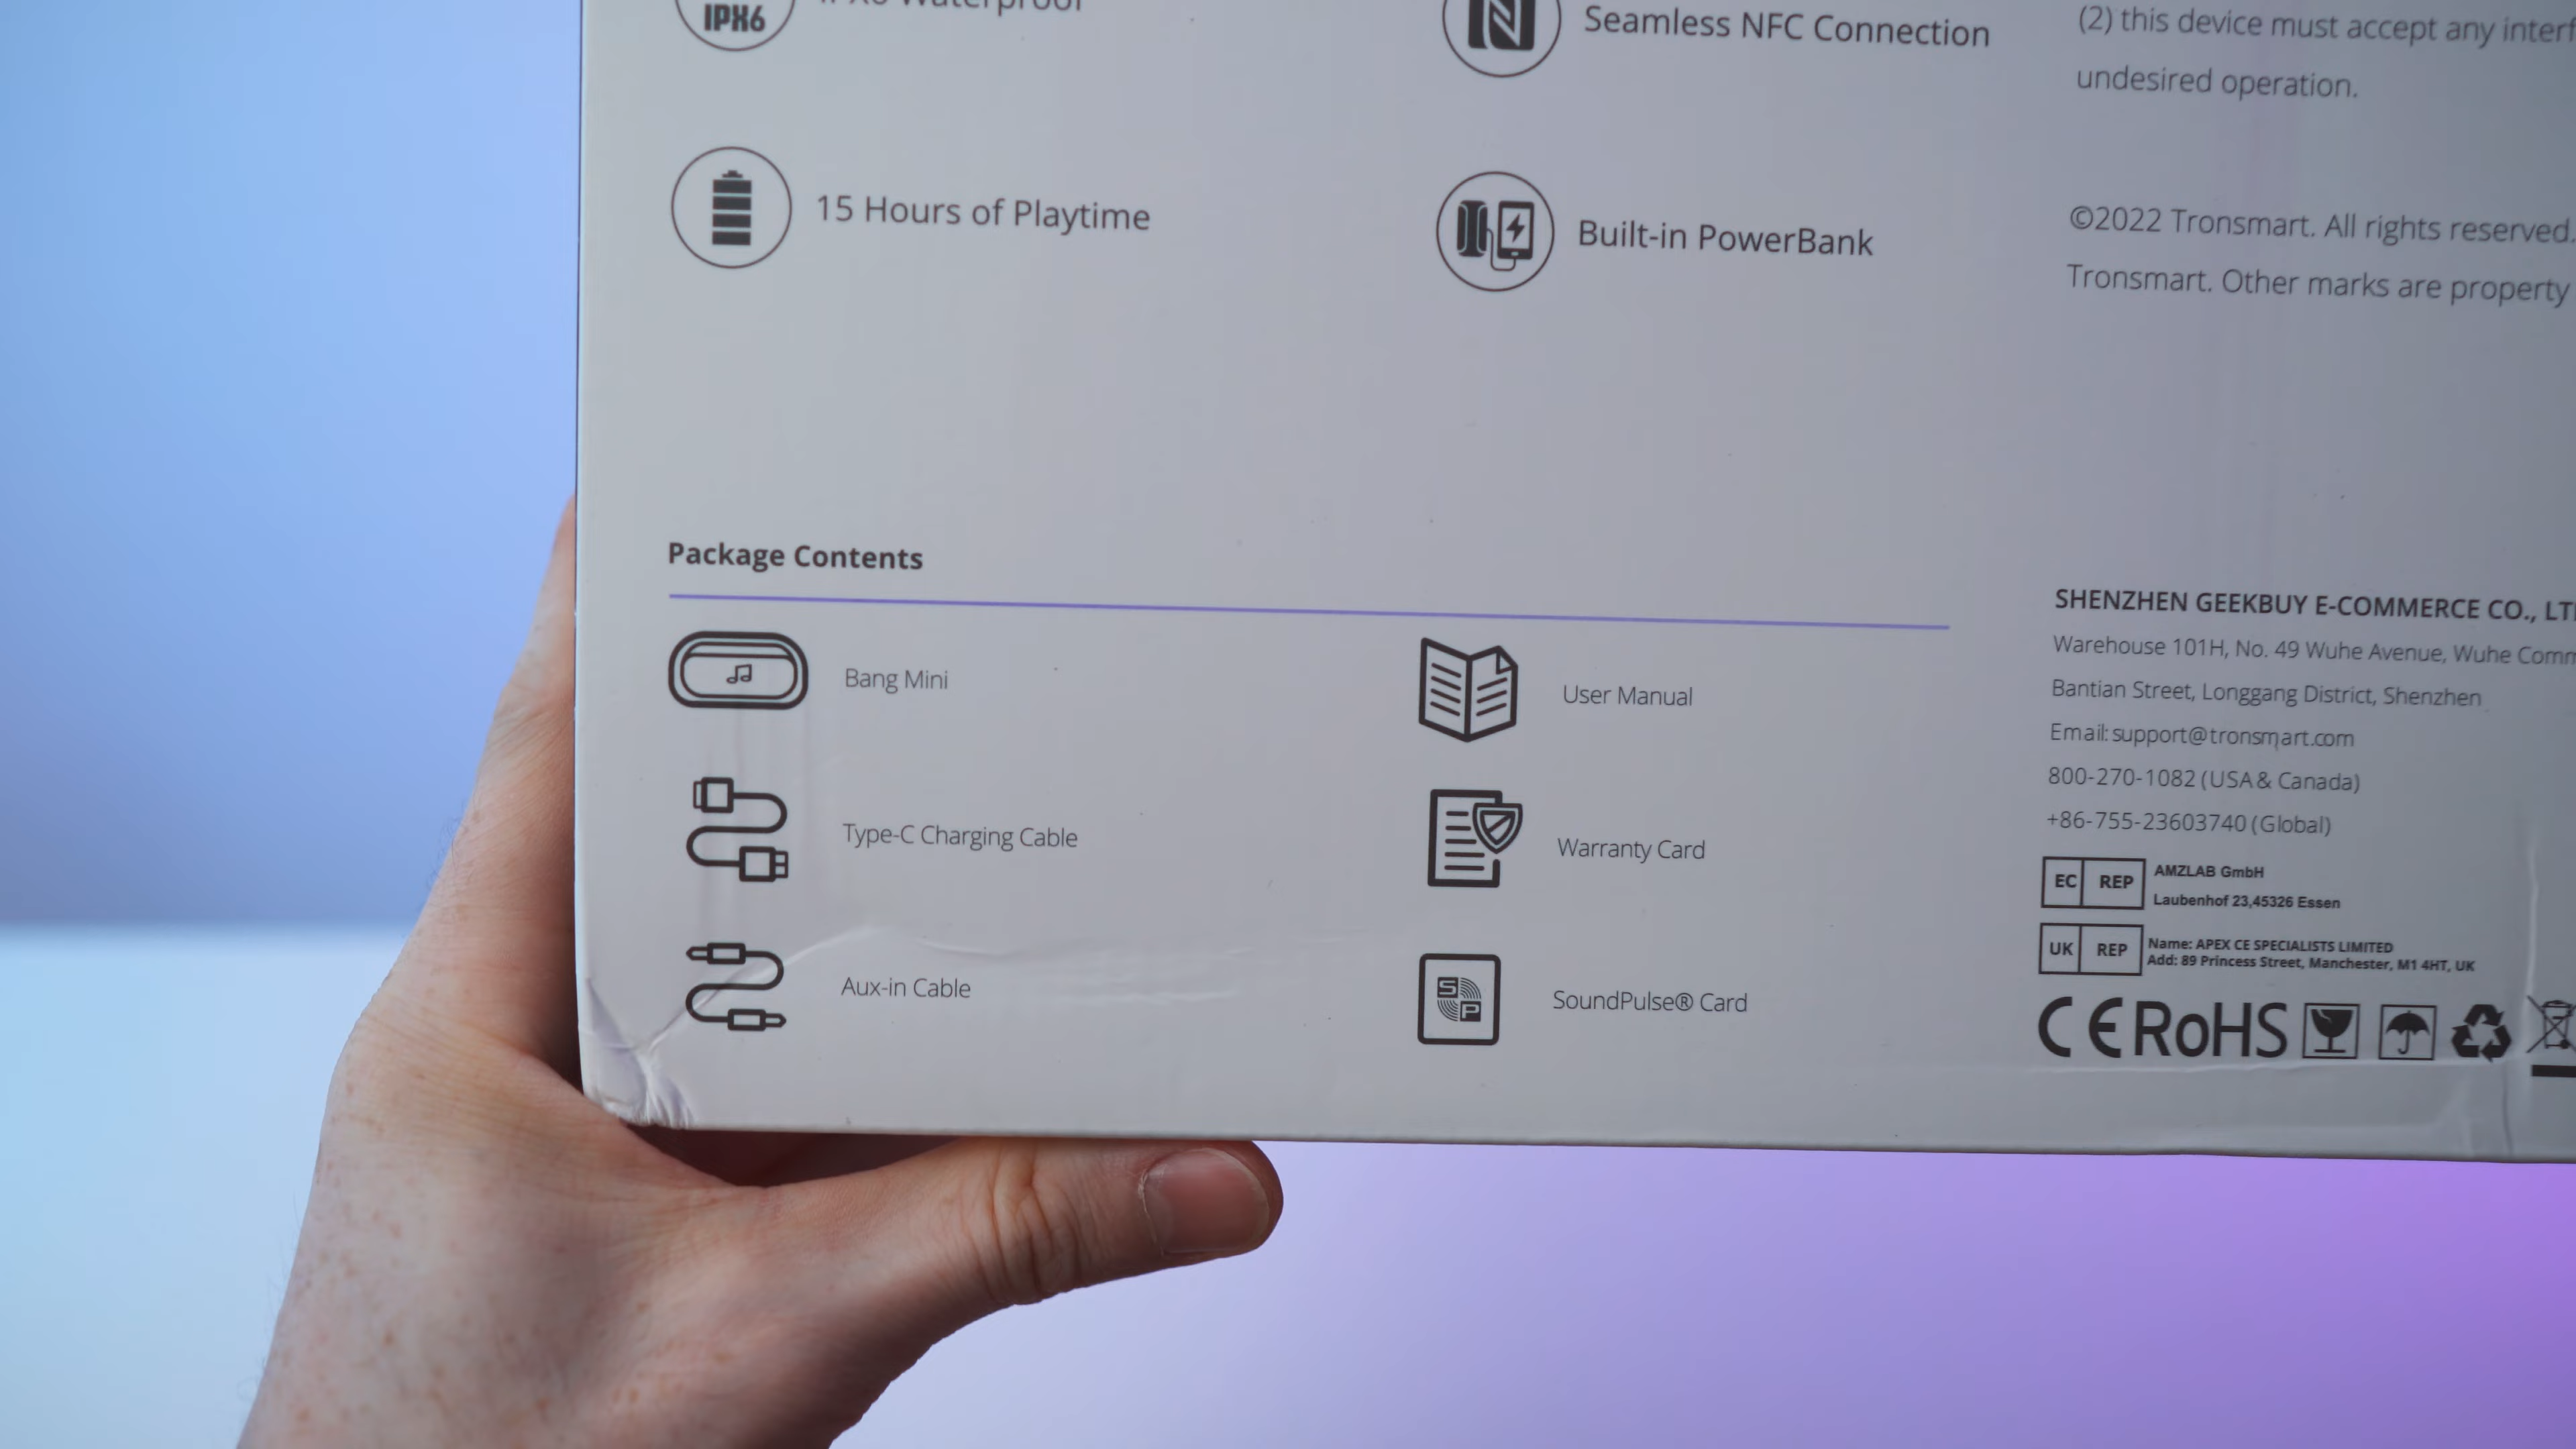 IPX6
IPX6 Waterproof
Seamless NFC Connection
15 Hours of Playtime
Built-in PowerBank
Package Contents
Bang Mini
User Manual
Type-C Charging Cable
Warranty Card
Aux-in Cable
SoundPulse® Card
SP
(2) this device must accept any
undesired operation.
©2022 Tronsmart. All rights reserved.
Tronsmart. Other marks are property
SHENZHEN GEEKBUY E-COMMERCE CO.,
Warehouse 101H, No. 49 Wuhe Avenue, Wuhe
Bantian Street, Longgang District, Shenzhen
Email:support@tronsmart.com
800-270-1082 (USA & Canada)
+86-755-23603740 (Global)
EC REP AMZLAB GmbH
Laubenhof 23,45326 Essen
UK REP Name: APEX CE SPECIALISTS LIMITED
Add: 89 Princess Street, Manchester, M1 4HT, UK
CE RoHS